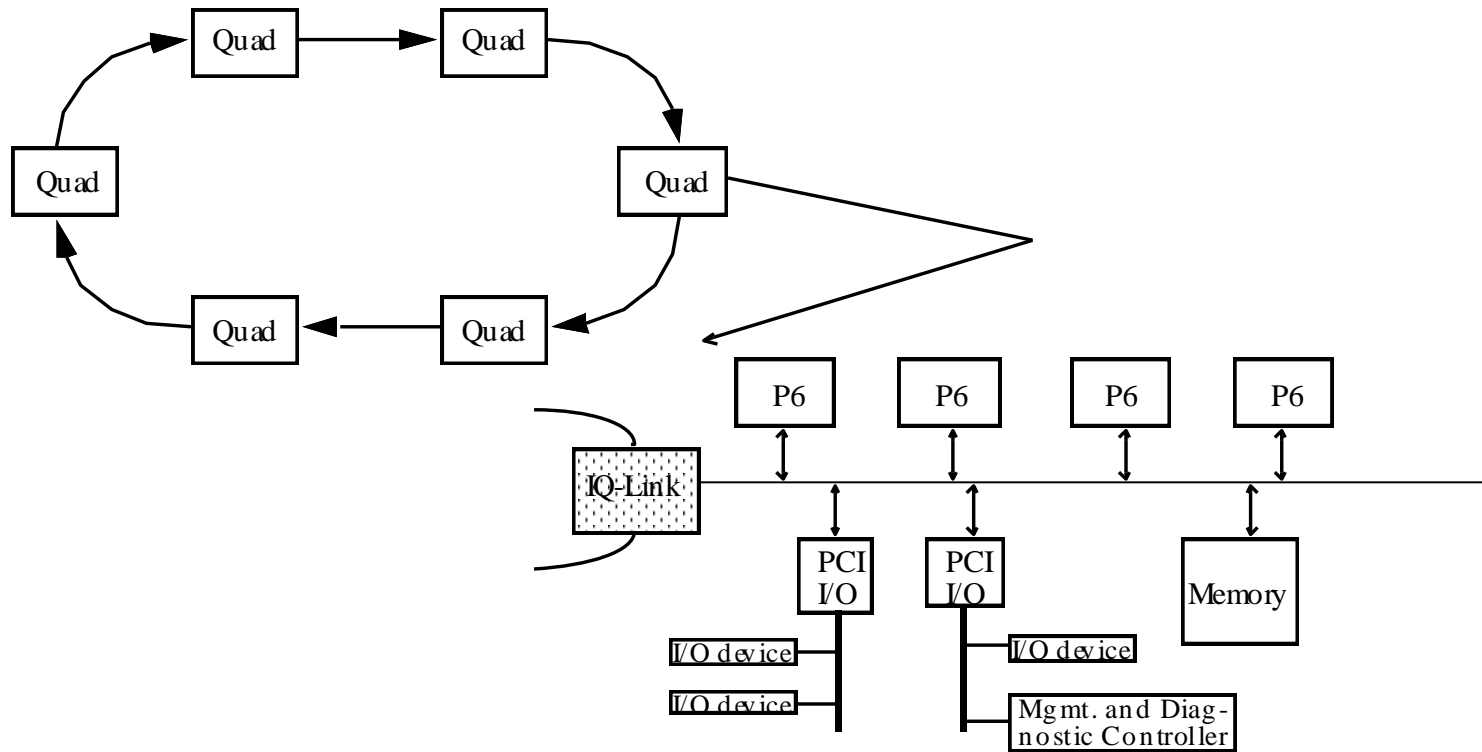 Quad
Quad
Quad
Quad
Quad
Quad
P6
P6
P6
P6
IQ-Link
PCI
I/O
PCI
I/O
Memory
I/O device
I/O device
I/O device
Mgmt. and Diag-
nostic Controller